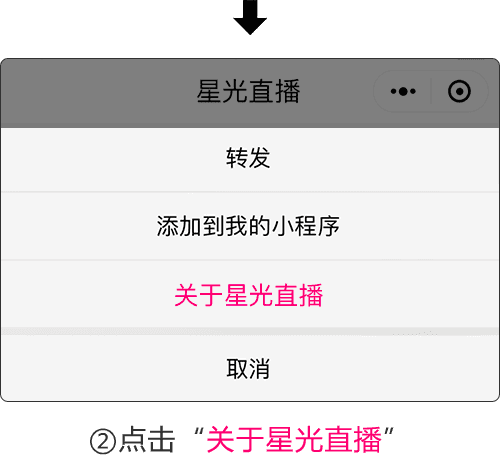 星光直播
转发
添加到我的小程序
关于星光直播
取消
②点击“关于星光直播”